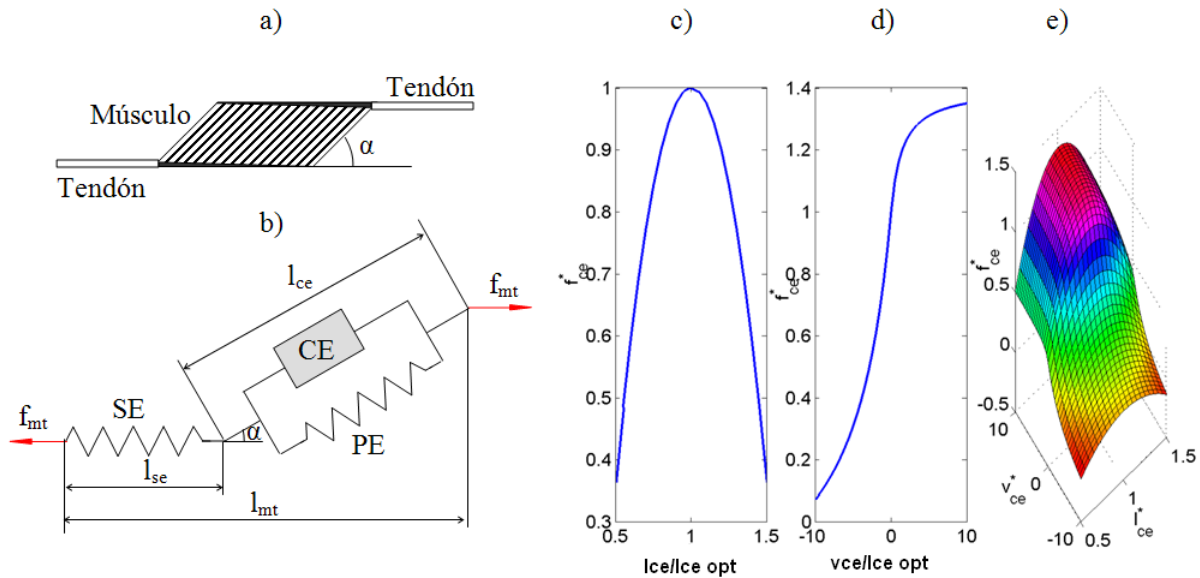 a)
Tendón
Músculo
α
Tendón
b)
l_ce
f_mt
CE
SE
f_mt
α
PE
l_se
l_mt
c)
f*_ce
1
0.9
0.8
0.7
0.6
0.5
0.4
0.3
0.5
1
1.5
lce/lce opt
d)
f*_ce
1.4
1.2
1
0.8
0.6
0.4
0.2
0
-10
0
10
vce/lce opt
e)
f*_ce
1.5
1
0.5
0
-0.5
10
0
-10
v*_ce
0.5
1
1.5
l*_ce